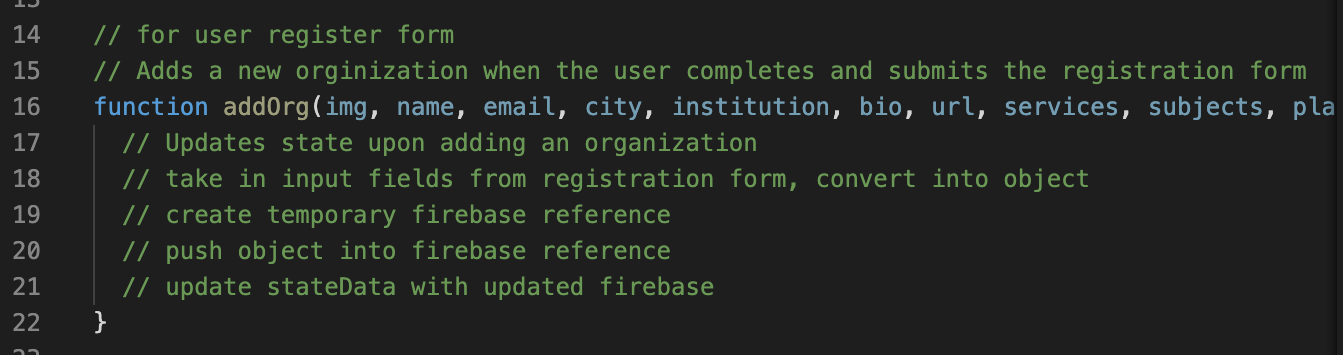 14 // for user register form
15 // Adds a new orginization when the user completes and submits the registration form
16 function addOrg(img, name, email, city, institution, bio, url, services, subjects, pla
17 // Updates state upon adding an organization
18 // take in input fields from registration form, convert into object
19 // create temporary firebase reference
20 // push object into firebase reference
21 // update stateData with updated firebase
22 }